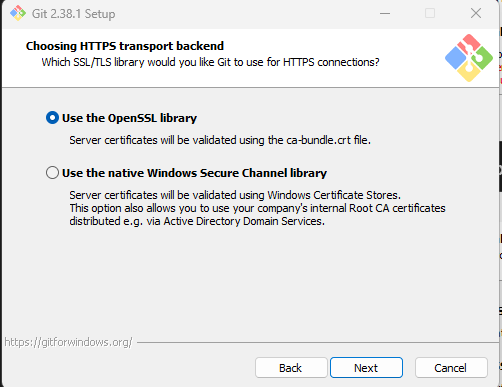 Git 2.38.1 Setup
Choosing HTTPS transport backend
Which SSL/TLS library would you like Git to use for HTTPS connections?
Use the OpenSSL library
Server certificates will be validated using the ca-bundle.crt file.
Use the native Windows Secure Channel library
Server certificates will be validated using Windows Certificate Stores.
This option also allows you to use your company's internal Root CA certificates
distributed e.g. via Active Directory Domain Services.
https://gitforwindows.org/
Back
Next
Cancel